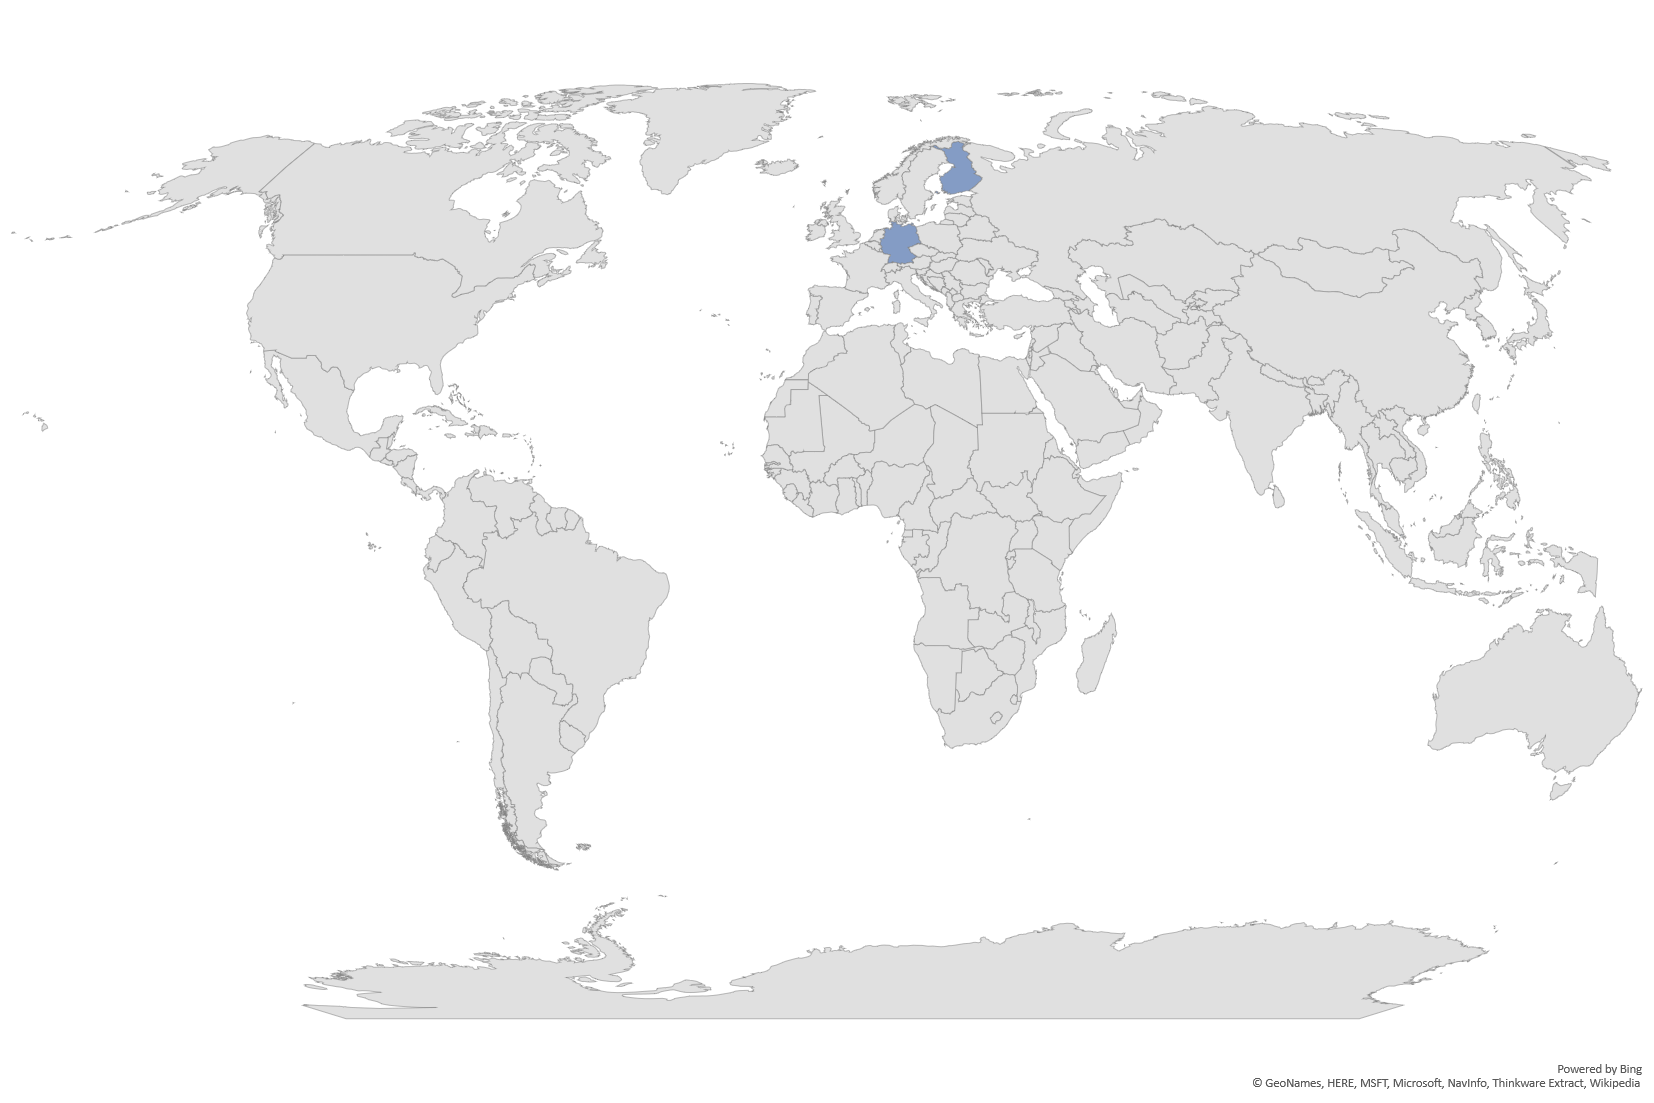 Powered by Bing
© GeoNames, HERE, MSFT, Microsoft, NavInfo, Thinkware Extract, Wikipedia